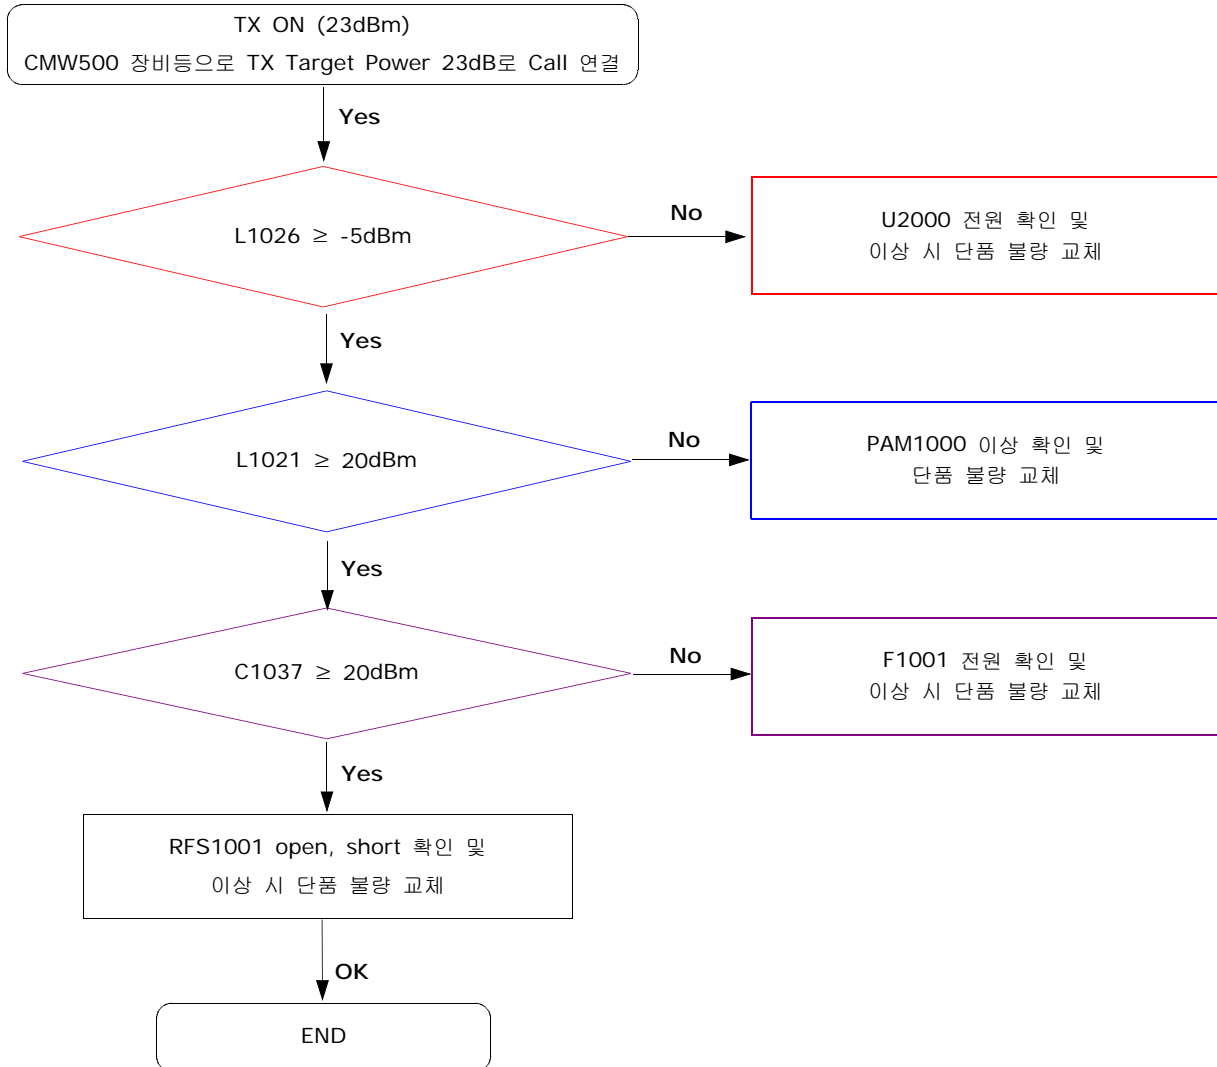 TX ON (23dBm)
CMW500 장비등으로 TX Target Power 23dB로 Call 연결
Yes
L1026 ≥ -5dBm
No
U2000 전원 확인 및
이상 시 단품 불량 교체
Yes
L1021 ≥ 20dBm
No
PAM1000 이상 확인 및
단품 불량 교체
Yes
C1037 ≥ 20dBm
No
F1001 전원 확인 및
이상 시 단품 불량 교체
Yes
RFS1001 open, short 확인 및
이상 시 단품 불량 교체
OK
END